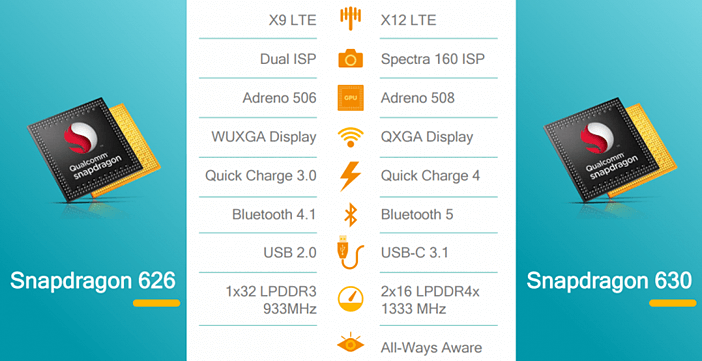 X9 LTE
X12 LTE
Dual ISP
Spectra 160 ISP
Adreno 506
GPU
Adreno 508
WUXGA Display
QXGA Display
Quick Charge 3.0
Quick Charge 4
Bluetooth 4.1
Bluetooth 5
USB 2.0
USB-C 3.1
1x32 LPDDR3
933MHz
2x16 LPDDR4x
1333 MHz
All-Ways Aware
Qualcomm
snapdragon
Snapdragon 626
Qualcomm
snapdragon
Snapdragon 630